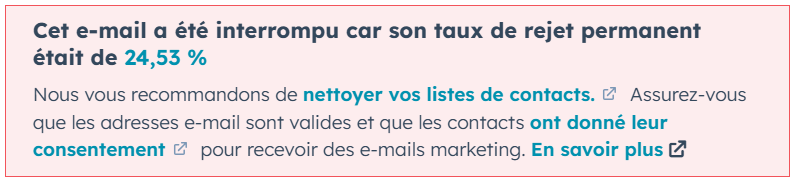 Cet e-mail a été interrompu car son taux de rejet permanent
était de 24,53 %
Nous vous recommandons de nettoyer vos listes de contacts. Assurez-vous
que les adresses e-mail sont valides et que les contacts ont donné leur
consentement pour recevoir des e-mails marketing. En savoir plus